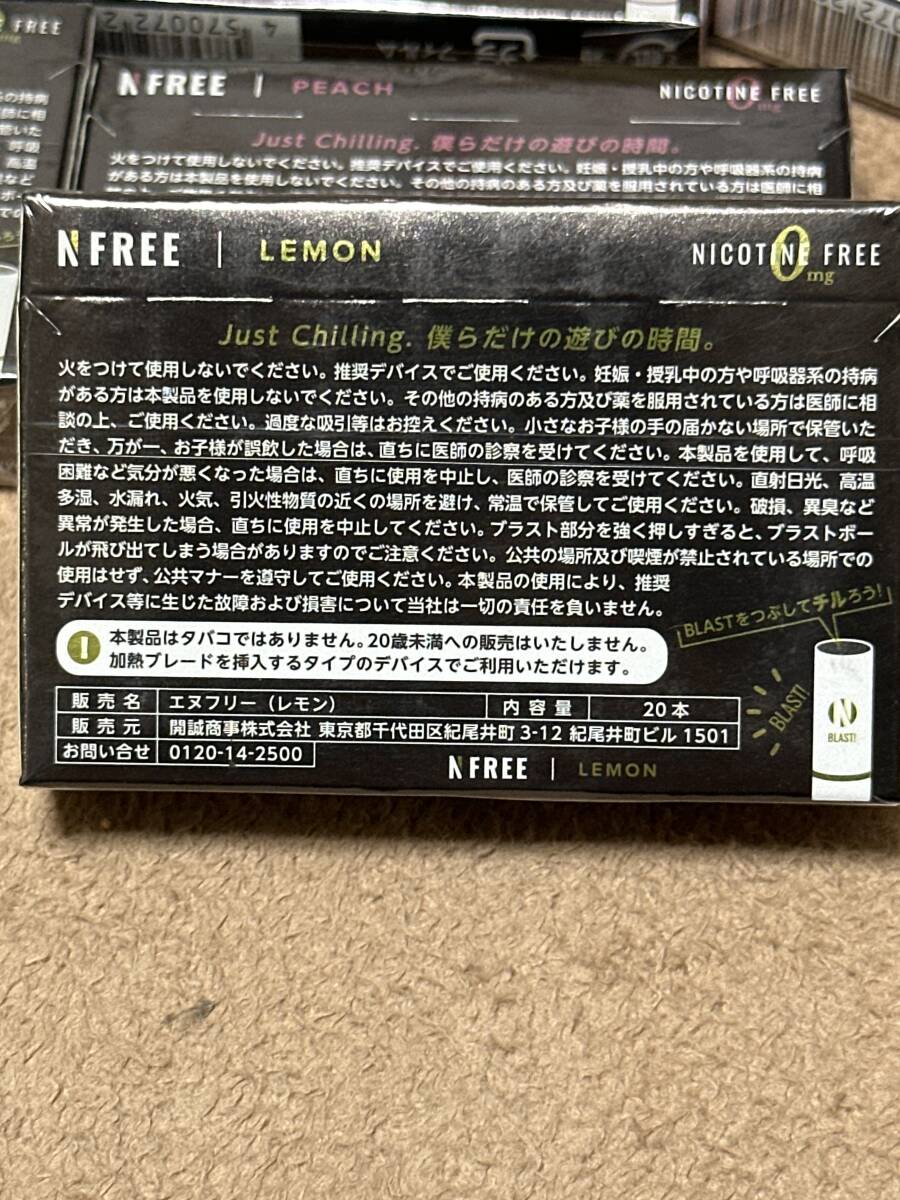 FREE
4 570072
N FREE | PEACH
NICOTINE FREE
0mg
Just Chilling. 僕らだけの遊びの時間。
火をつけて使用しないでください。推奨デバイスでご使用ください。妊娠・授乳中の方や呼吸器系の持病
がある方は本製品を使用しないでください。その他の持病のある方及び薬を服用されている方は医師に相
N FREE | LEMON
NICOTINE FREE
0mg
Just Chilling. 僕らだけの遊びの時間。
火をつけて使用しないでください。推奨デバイスでご使用ください。妊娠・授乳中の方や呼吸器系の持病
がある方は本製品を使用しないでください。その他の持病のある方及び薬を服用されている方は医師に相
談の上、ご使用ください。過度な吸引等はお控えください。小さなお子様の手の届かない場所で保管いた
だき、万が一、お子様が誤飲した場合は、直ちに医師の診察を受けてください。本製品を使用して、呼吸
困難など気分が悪くなった場合は、直ちに使用を中止し、医師の診察を受けてください。直射日光、高温
多湿、水漏れ、火気、引火性物質の近くの場所を避け、常温で保管してご使用ください。破損、異臭など
異常が発生した場合、直ちに使用を中止してください。ブラスト部分を強く押しすぎると、ブラストボー
ルが飛び出てしまう場合がありますのでご注意ください。公共の場所及び喫煙が禁止されている場所での
使用はせず、公共マナーを遵守してご使用ください。本製品の使用により、推奨
デバイス等に生じた故障および損害について当社は一切の責任を負いません。
BLASTをつぶしてチルろう!
本製品はタバコではありません。20歳未満への販売はいたしません。
加熱ブレードを挿入するタイプのデバイスでご利用いただけます。
BLAST!
N
BLAST!
販売名 エヌフリー（レモン） 内容量 20本
販売元 開誠商事株式会社 東京都千代田区紀尾井町3-12 紀尾井町ビル 1501
お問い合せ 0120-14-2500
N FREE | LEMON